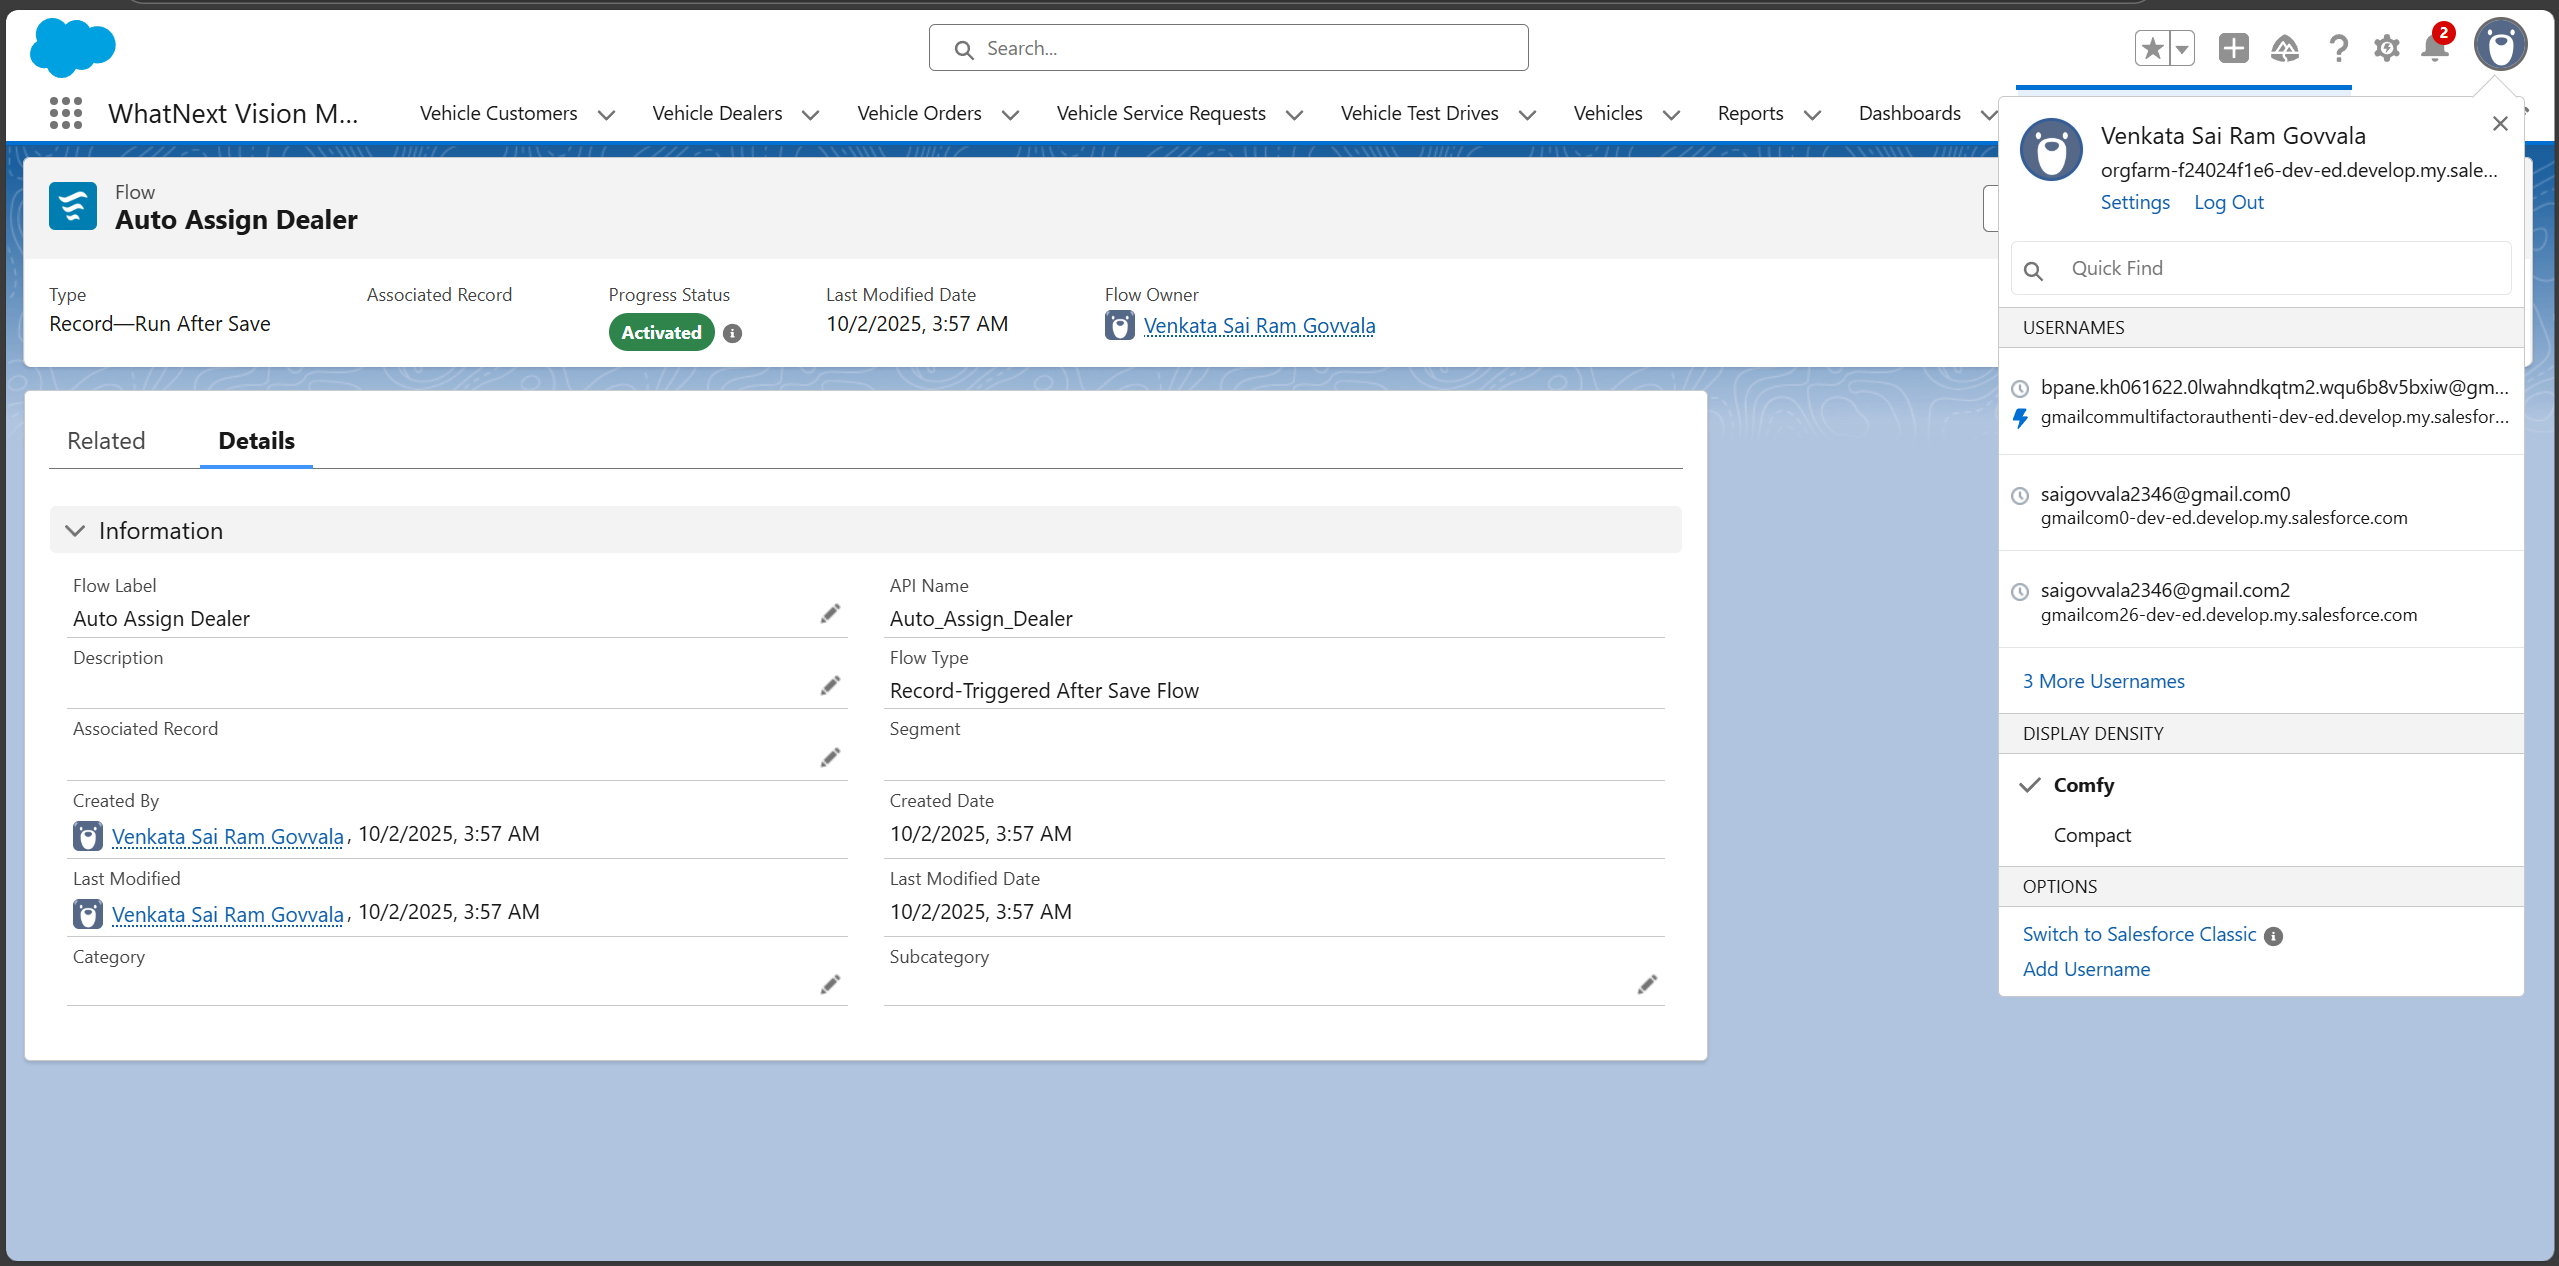 Search...
2
WhatNext Vision M...
Vehicle Customers
Vehicle Dealers
Vehicle Orders
Vehicle Service Requests
Vehicle Test Drives
Vehicles
Reports
Dashboards
Flow
Auto Assign Dealer
Type
Record—Run After Save
Associated Record
Progress Status
Activated
Last Modified Date
10/2/2025, 3:57 AM
Flow Owner
Venkata Sai Ram Govvala
Related
Details
Information
Flow Label
Auto Assign Dealer
API Name
Auto_Assign_Dealer
Description
Flow Type
Record-Triggered After Save Flow
Associated Record
Segment
Created By
Venkata Sai Ram Govvala, 10/2/2025, 3:57 AM
Created Date
10/2/2025, 3:57 AM
Last Modified
Venkata Sai Ram Govvala, 10/2/2025, 3:57 AM
Last Modified Date
10/2/2025, 3:57 AM
Category
Subcategory
Venkata Sai Ram Govvala
orgfarm-f24024f1e6-dev-ed.develop.my.sale...
Settings
Log Out
Quick Find
USERNAMES
bpane.kh061622.0lwahndkqtm2.wqu6b8v5bxiw@gm...
gmailcommultifactorauthenti-dev-ed.develop.my.salesfor...
saigovvala2346@gmail.com0
gmailcom0-dev-ed.develop.my.salesforce.com
saigovvala2346@gmail.com2
gmailcom26-dev-ed.develop.my.salesforce.com
3 More Usernames
DISPLAY DENSITY
Comfy
Compact
OPTIONS
Switch to Salesforce Classic
Add Username